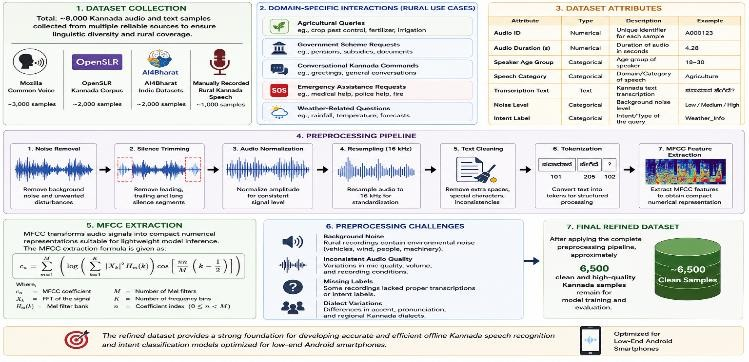 1. DATASET COLLECTION
Total: ~8,000 Kannada audio and text samples
collected from multiple reliable sources to ensure
linguistic diversity and rural coverage.
Mozilla
Common Voice
~3,000 samples
OpenSLR
OpenSLR
Kannada Corpus
~2,000 samples
AI4Bharat
AI4Bharat
Indic Datasets
~2,000 samples
Manually Recorded
Rural Kannada
Speech
~1,000 samples
2. DOMAIN-SPECIFIC INTERACTIONS (RURAL USE CASES)
Agricultural Queries
eg., crop pest control, fertilizer, irrigation
Government Scheme Requests
e.g., pensions, subsidies, documents
Conversational Kannada Commands
e.g., greetings, general conversations
SOS
Emergency Assistance Requests
e.g., medical help, police help, fire
Weather-Related Questions
e.g., rainfall, temperature, forecasts
3. DATASET ATTRIBUTES
Attribute Type Description Example
Audio ID Numerical Unique identifier for each sample A000123
Audio Duration (s) Numerical Duration of audio in seconds 4.28
Speaker Age Group Categorical Age group of speaker 18–30
Speech Category Categorical Domain/Category of speech Agriculture
Transcription Text Text Kannada text transcription
Noise Level Categorical Background noise level Low / Medium / High
Intent Label Categorical Intent/Type of the query Weather_Info
4. PREPROCESSING PIPELINE
1. Noise Removal
Remove background
noise and unwanted
disturbances
2. Silence Trimming
Remove leading,
trailing and long
silence segments
3. Audio Normalization
Normalize amplitude
for consistent
signal level
4. Resampling (16 kHz)
Resample audio to
16 kHz for
standardization
5. Text Cleaning
Remove extra spaces,
special characters,
inconsistencies
6. Tokenization
?
101 205 102
Convert text into
tokens for structured
processing
7. MFCC Feature
Extraction
Extract MFCC features
to obtain compact
numerical representation
5. MFCC EXTRACTION
MFCC transforms audio signals into compact numerical
representations suitable for lightweight model inference.
The MFCC extraction formula is given as:
cₙ = ∑ₘ₌₁ᴹ ( log ( ∑ₖ₌₁ᴷ |Xₖ|² Hₘ(k) ) cos [ πn/M ( k − 1/2 ) ] )
Where,
cₙ = MFCC coefficient M = Number of Mel filters
Xₖ = FFT of the signal K = Number of frequency bins
Hₘ(k) = Mel filter bank n = Coefficient index (0 ≤ n < M)
6. PREPROCESSING CHALLENGES
Background Noise
Rural recordings contain environmental noise
(vehicles, wind, people, machinery).
Inconsistent Audio Quality
Variations in mic quality, volume,
and recording conditions.
Missing Labels
Some recordings lacked proper transcriptions
or intent labels.
Dialect Variations
Differences in accent, pronunciation,
and regional Kannada dialects.
7. FINAL REFINED DATASET
After applying the complete
preprocessing pipeline,
approximately
6,500
clean and high-quality
Kannada samples
remain for
model training and
evaluation.
~6,500
Clean Samples
The refined dataset provides a strong foundation for developing accurate and efficient offline Kannada speech recognition
and intent classification models optimized for low-end Android smartphones.
Optimized for
Low-End Android
Smartphones